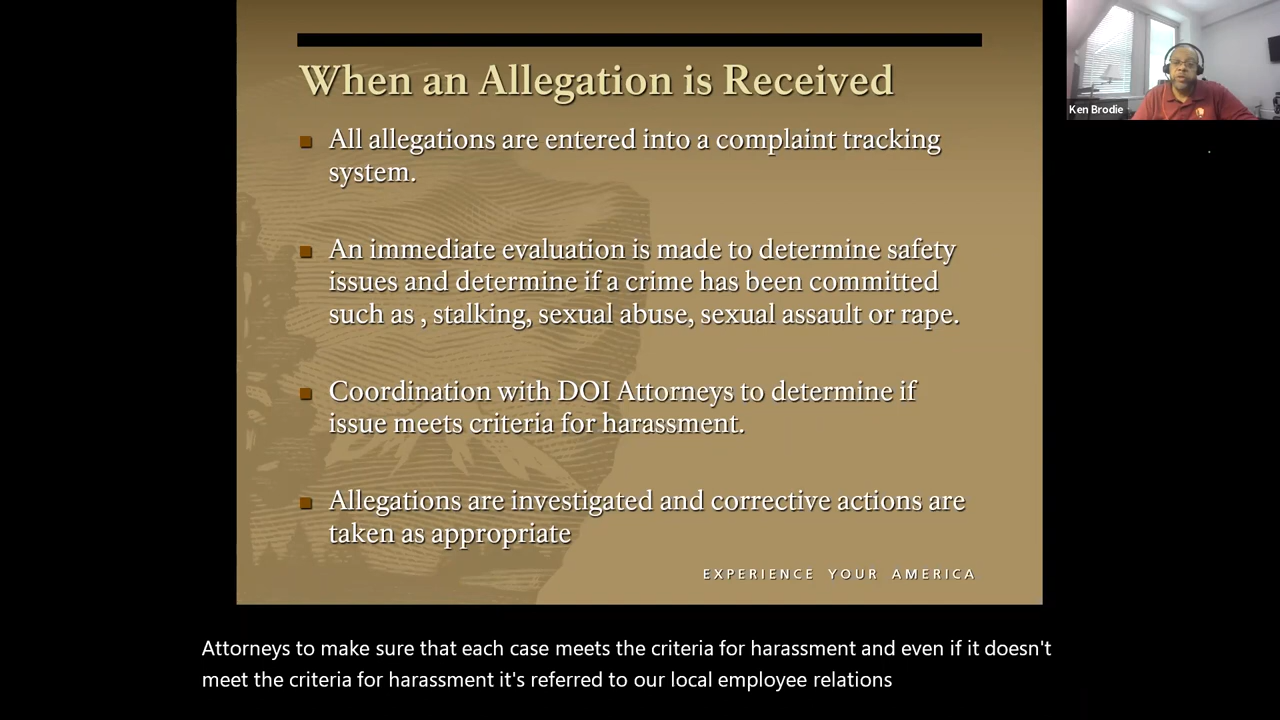 When an Allegation is Received
All allegations are entered into a complaint tracking
system.
An immediate evaluation is made to determine safety
issues and determine if a crime has been committed
such as , stalking, sexual abuse, sexual assault or rape.
Coordination with DOI Attorneys to determine if
issue meets criteria for harassment.
Allegations are investigated and corrective actions are
taken as appropriate
EXPERIENCE YOUR AMERICA
Ken Brodie
Attorneys to make sure that each case meets the criteria for harassment and even if it doesn't
meet the criteria for harassment it's referred to our local employee relations